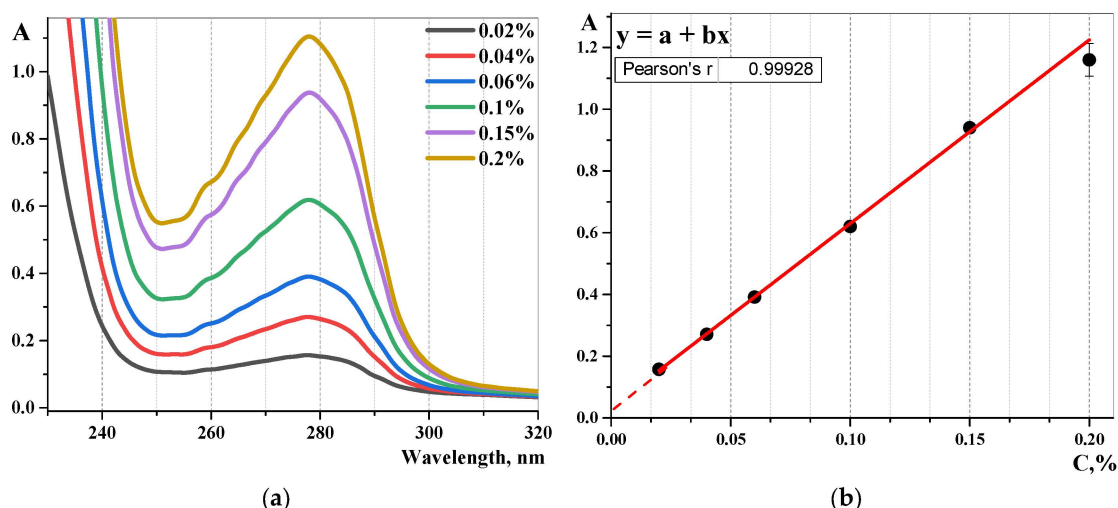 A
0.02%
0.04%
0.06%
0.1%
0.15%
0.2%
1.0
0.8
0.6
0.4
0.2
0.0
240 260 280 300 320
Wavelength, nm
(a)
A
y = a + bx
Pearson's r 0.99928
1.2
1.0
0.8
0.6
0.4
0.2
0.0
0.00 0.05 0.10 0.15 0.20
C,%
(b)